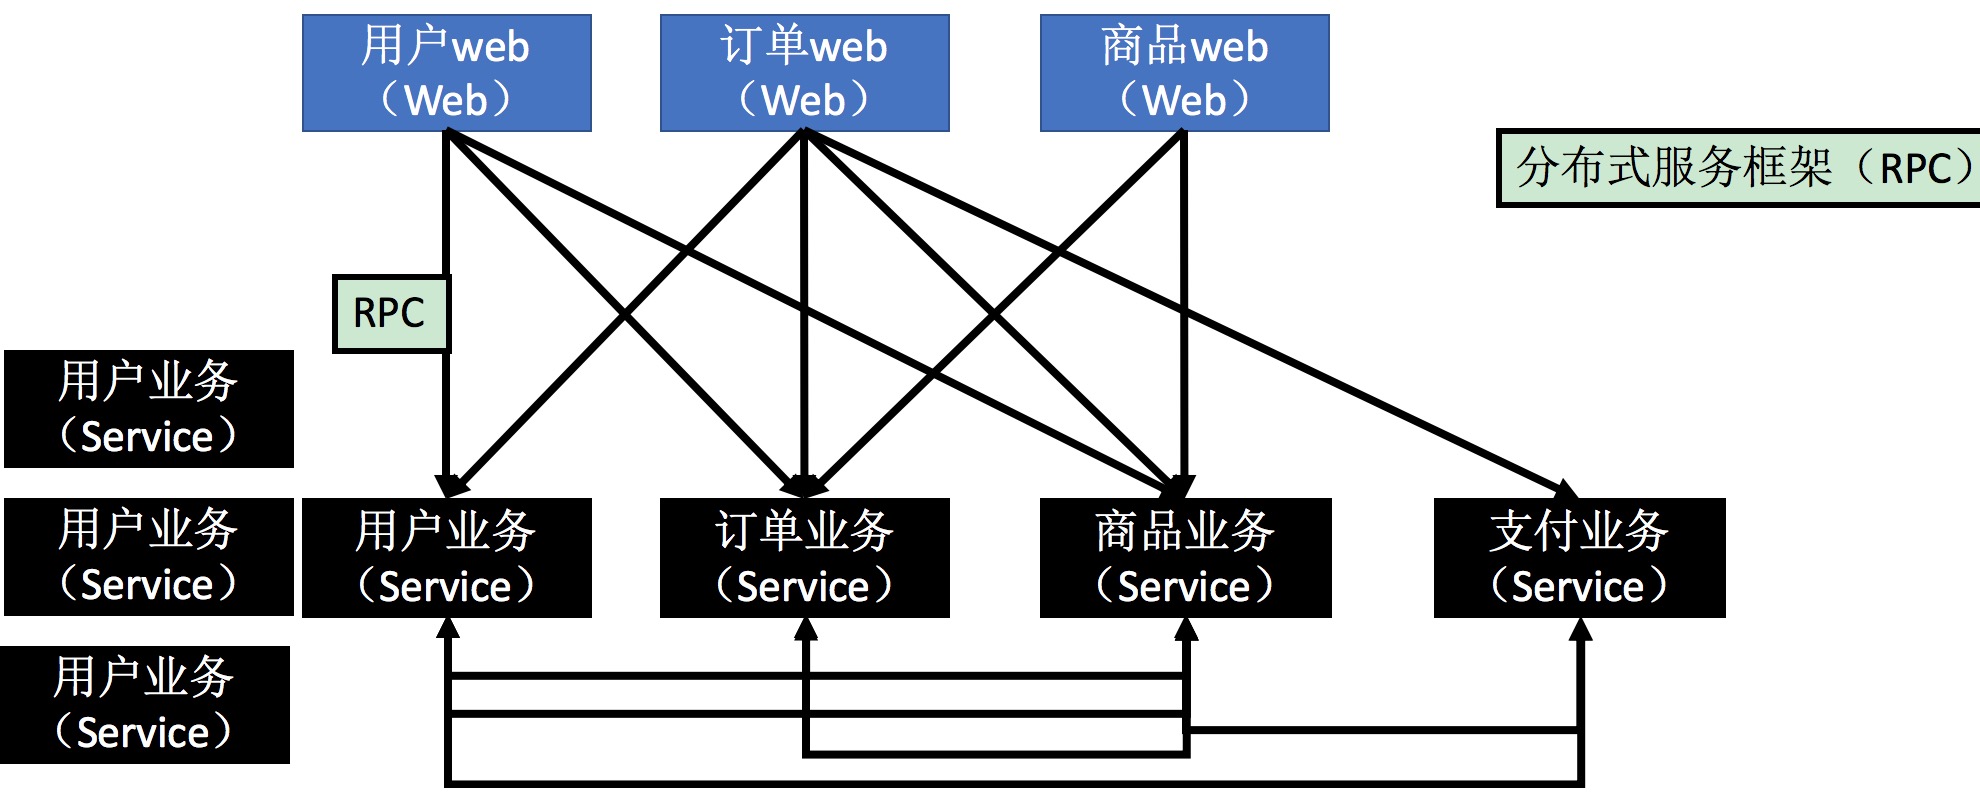 用户web
（Web）
订单web
（Web）
商品web
（Web）
分布式服务框架（RPC）
RPC
用户业务
（Service）
用户业务
（Service）
用户业务
（Service）
订单业务
（Service）
商品业务
（Service）
支付业务
（Service）
用户业务
（Service）